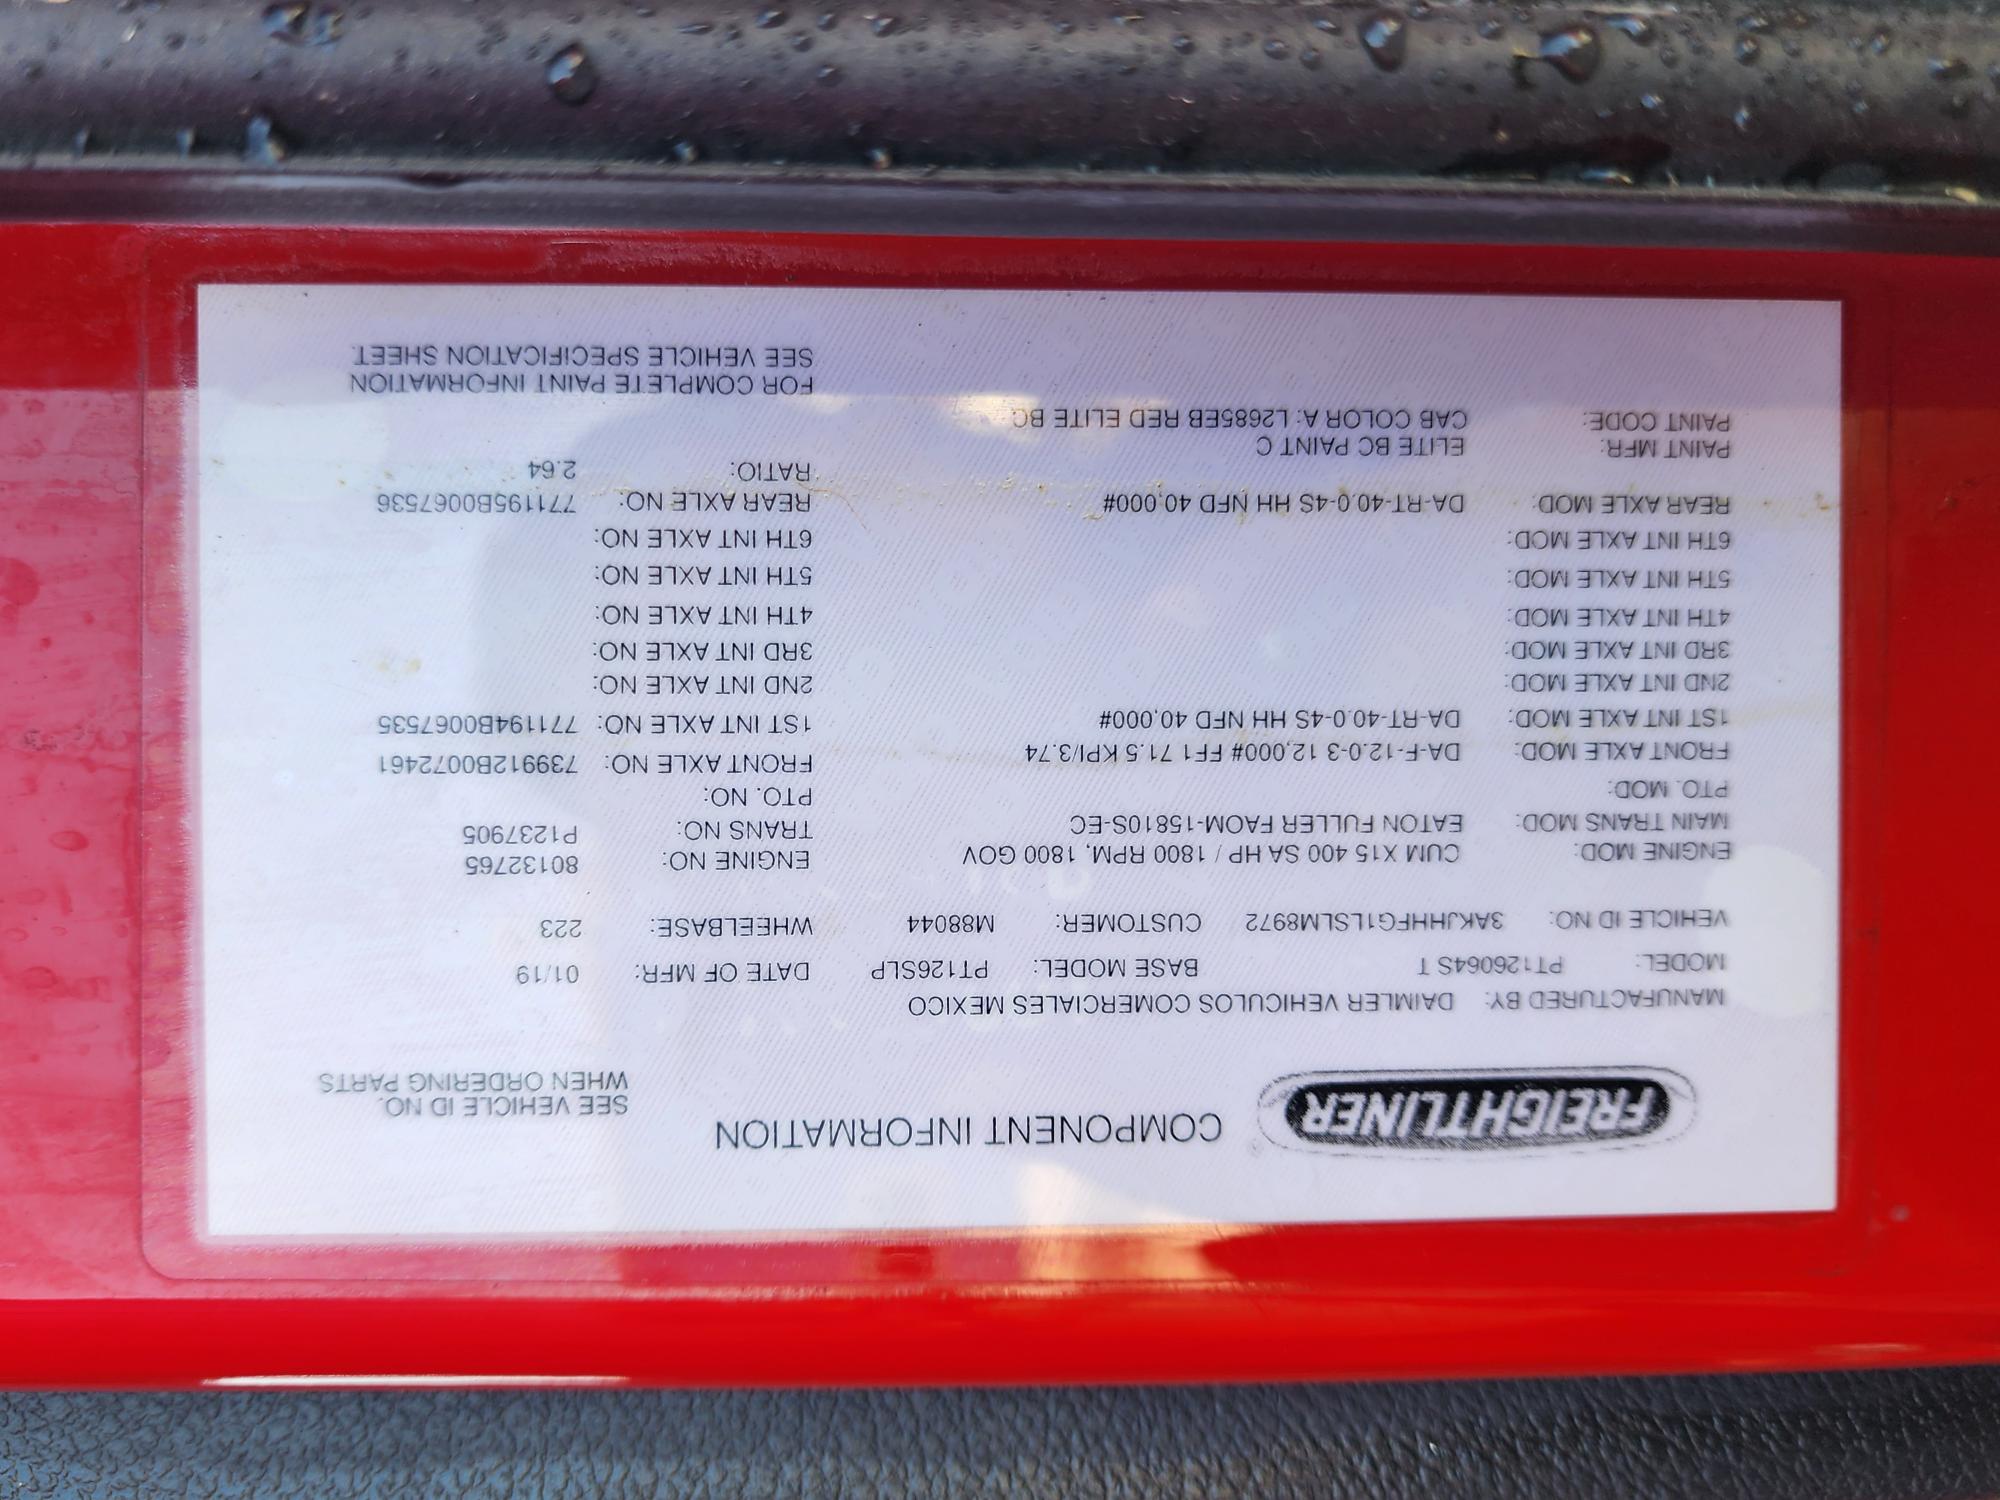 FREIGHTLINER COMPONENT INFORMATION
SEE VEHICLE ID NO.
WHEN ORDERING PARTS
MANUFACTURED BY: DAIMLER VEHICULOS COMERCIALES MEXICO
MODEL: PT126064S T BASE MODEL: PT126SLP DATE OF MFR: 01/19
VEHICLE ID NO: 3AKJHHFG1LSLM8972 CUSTOMER: M88044 WHEELBASE: 223
ENGINE MOD: CUM X15 400 SA HP / 1800 RPM, 1800 GOV ENGINE NO: 80132765
MAIN TRANS MOD: EATON FULLER FAOM-15810S-EC TRANS NO: P1237905
PTO. MOD: PTO. NO:
FRONT AXLE MOD: DA-F-12.0-3 12,000# FF1 71.5 KPI/3.74 FRONT AXLE NO: 739912B0072461
1ST INT AXLE MOD: DA-RT-40.0-4S HH NFD 40,000# 1ST INT AXLE NO: 771194B0067535
2ND INT AXLE MOD: 2ND INT AXLE NO:
3RD INT AXLE MOD: 3RD INT AXLE NO:
4TH INT AXLE MOD: 4TH INT AXLE NO:
5TH INT AXLE MOD: 5TH INT AXLE NO:
6TH INT AXLE MOD: 6TH INT AXLE NO:
REAR AXLE MOD: DA-RT-40.0-4S HH NFD 40,000# REAR AXLE NO: 771195B0067536
RATIO: 2.64
PAINT MFR: ELITE BC PAINT C
PAINT CODE: CAB COLOR A: L2685EB RED ELITE BC
FOR COMPLETE PAINT INFORMATION
SEE VEHICLE SPECIFICATION SHEET.